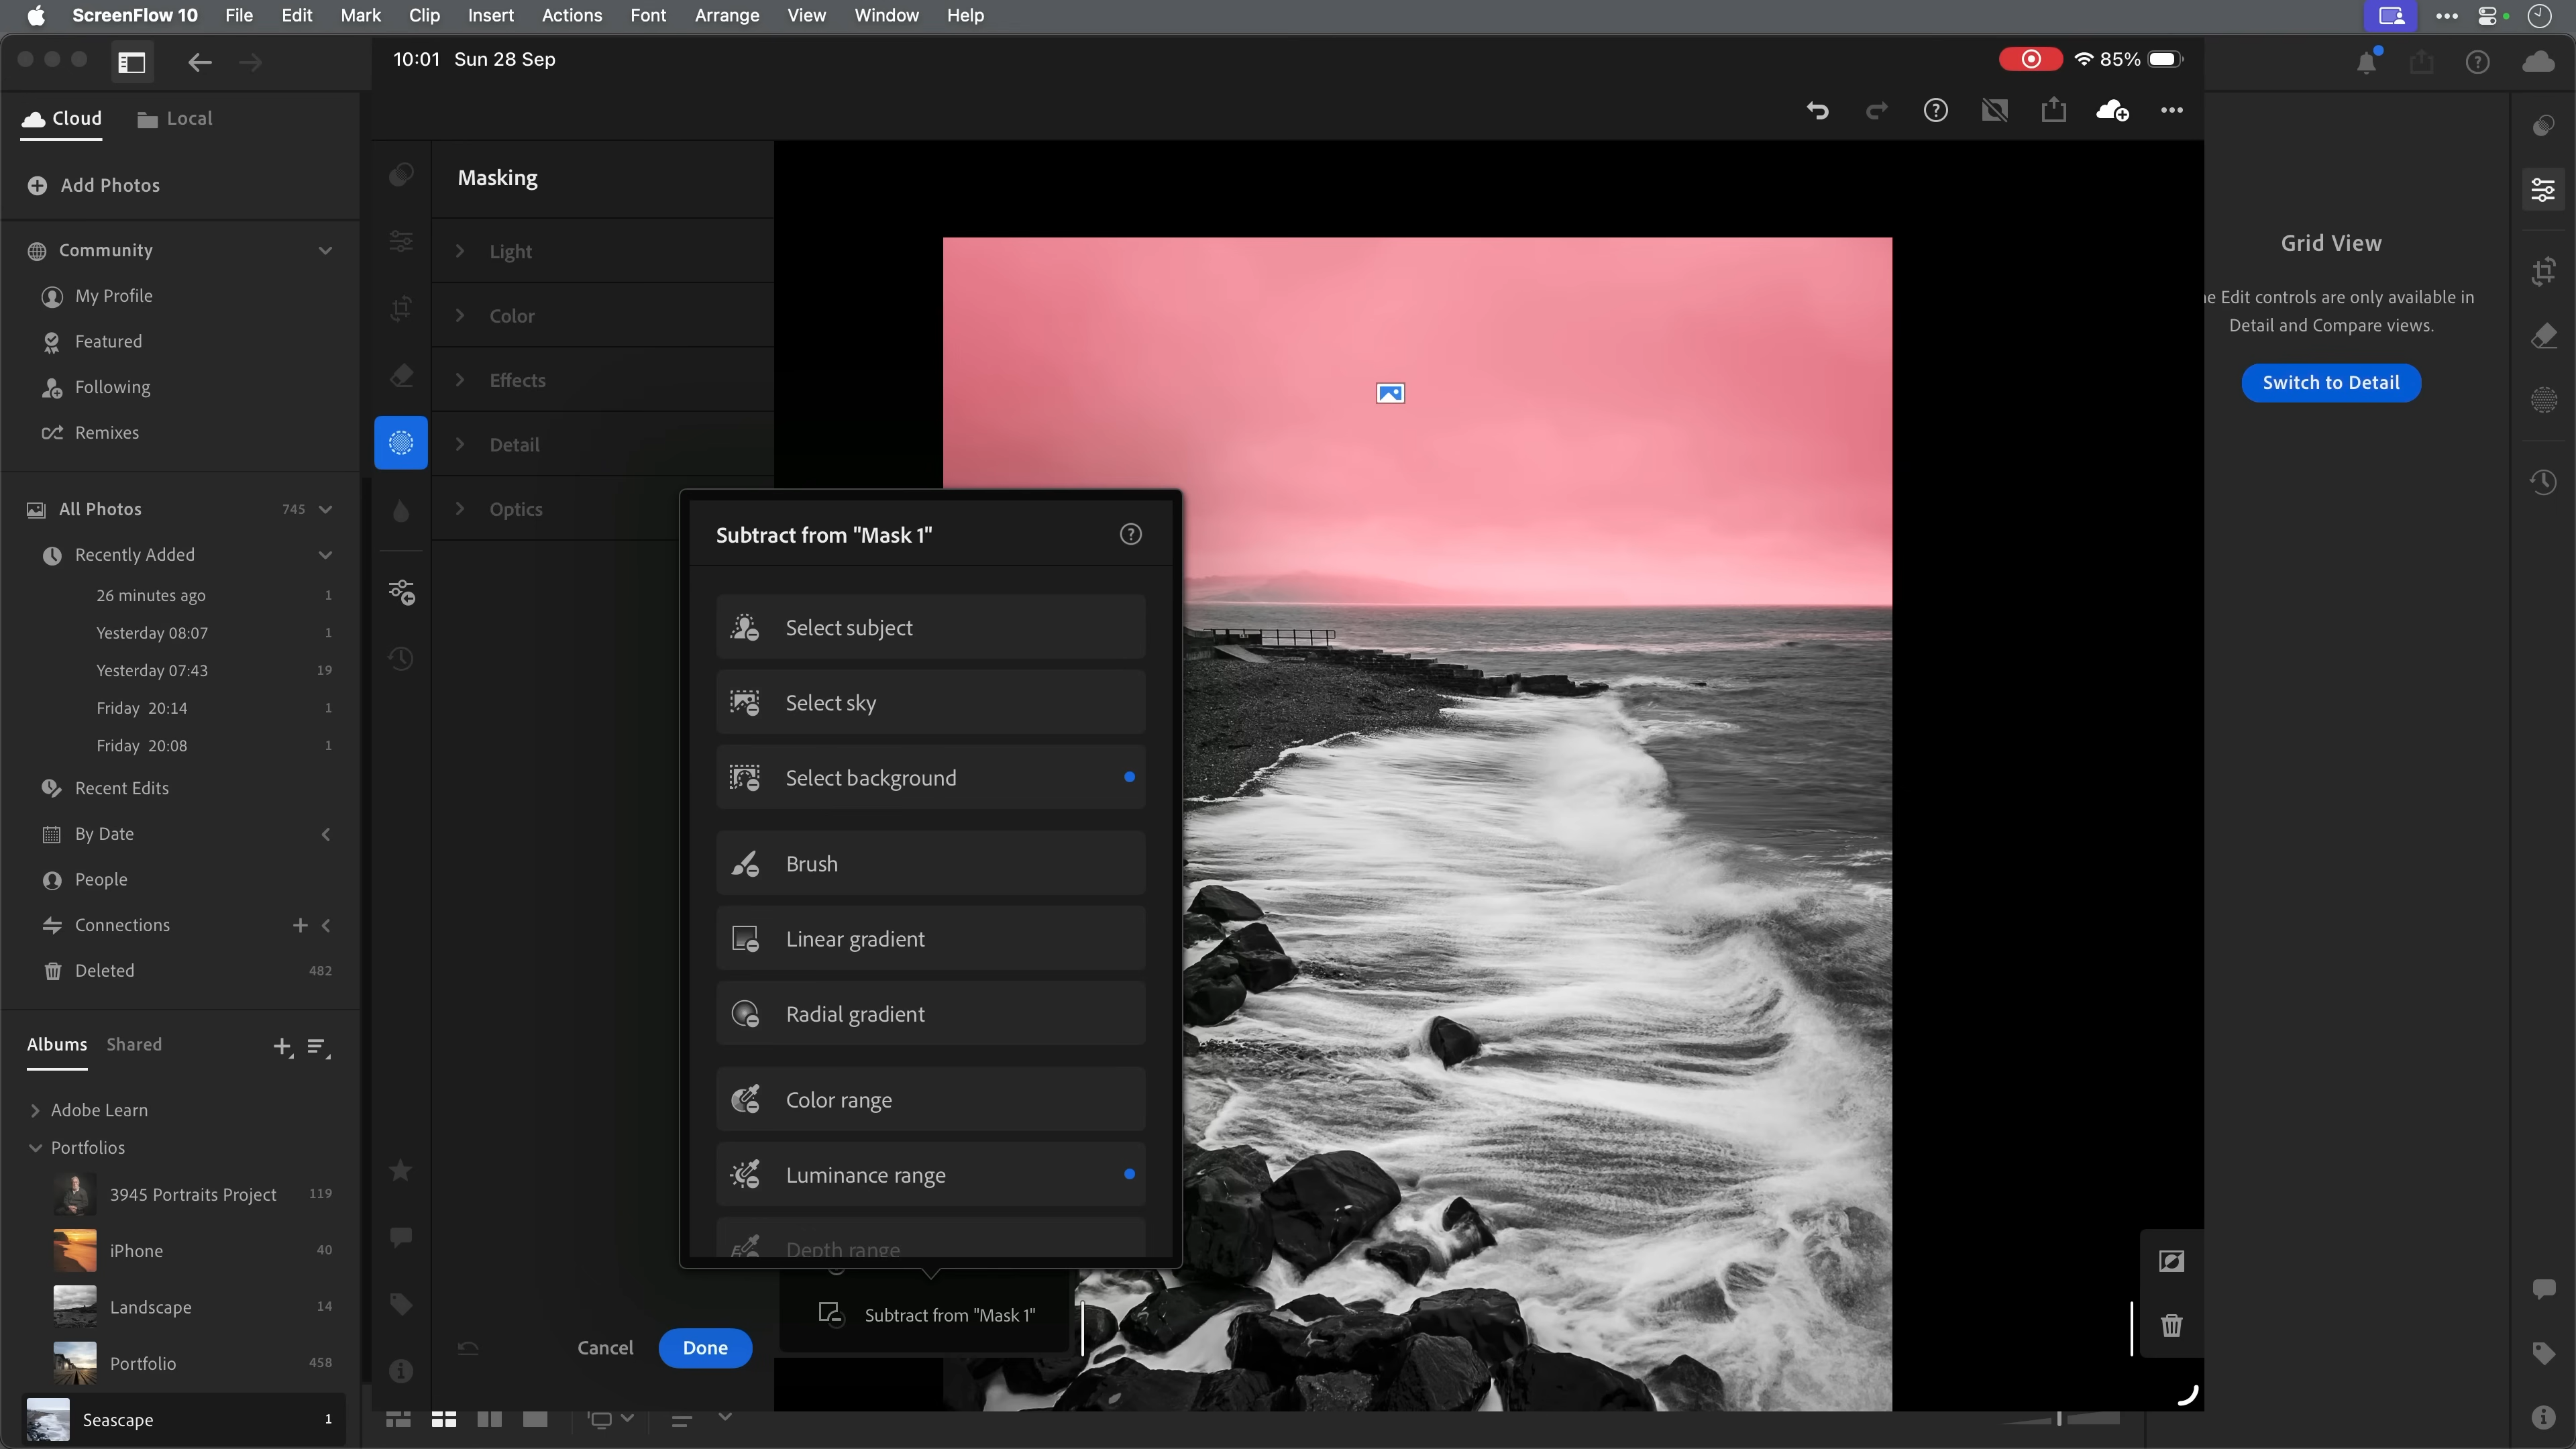 ScreenFlow 10 File Edit Mark Clip Insert Actions Font Arrange View Window Help
10:01 Sun 28 Sep
85%
Cloud Local
Add Photos
Community
My Profile
Featured
Following
Remixes
All Photos 745
Recently Added
26 minutes ago 1
Yesterday 08:07 1
Yesterday 07:43 19
Friday 20:14 1
Friday 20:08 1
Recent Edits
By Date
People
Connections
Deleted 482
Albums Shared
Adobe Learn
Portfolios
3945 Portraits Project 119
iPhone 40
Landscape 14
Portfolio 458
Seascape 1
Masking
Light
Color
Effects
Detail
Optics
Subtract from "Mask 1"
Select subject
Select sky
Select background
Brush
Linear gradient
Radial gradient
Color range
Luminance range
Depth range
Subtract from "Mask 1"
Cancel Done
Grid View
e Edit controls are only available in
Detail and Compare views.
Switch to Detail